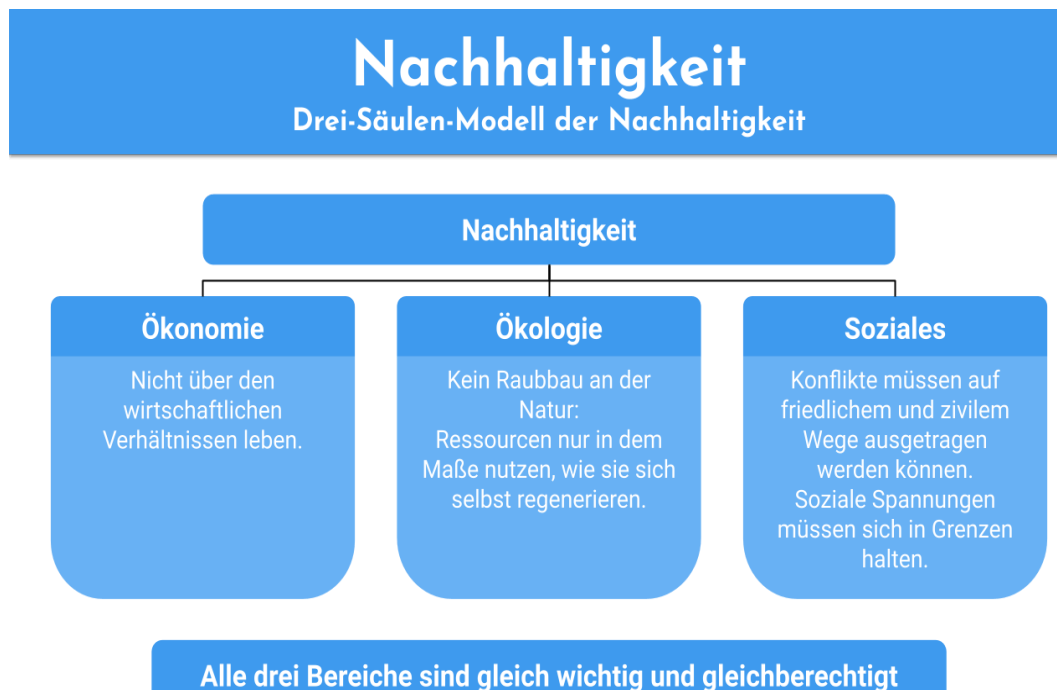 Nachhaltigkeit
Drei-Säulen-Modell der Nachhaltigkeit
Nachhaltigkeit
Ökonomie
Nicht über den
wirtschaftlichen
Verhältnissen leben.
Ökologie
Kein Raubbau an der
Natur:
Ressourcen nur in dem
Maße nutzen, wie sie sich
selbst regenerieren.
Soziales
Konflikte müssen auf
friedlichem und zivilem
Wege ausgetragen
werden können.
Soziale Spannungen
müssen sich in Grenzen
halten.
Alle drei Bereiche sind gleich wichtig und gleichberechtigt